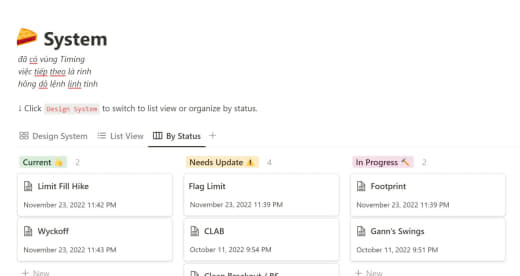 System
đã có vùng Timing
việc tiếp theo là rình
hông dô lệnh linh tinh
↓ Click Design System to switch to list view or organize by status.
Design System List View By Status +
Current 2 Needs Update 4 In Progress 2
Limit Fill Hike Flag Limit Footprint
November 23, 2022 11:42 PM November 23, 2022 11:39 PM November 23, 2022 11:39 PM
Wyckoff CLAB Gann's Swings
November 23, 2022 11:43 PM October 11, 2022 9:54 PM October 11, 2022 9:51 PM
+ New Clean Breakout / BS + New